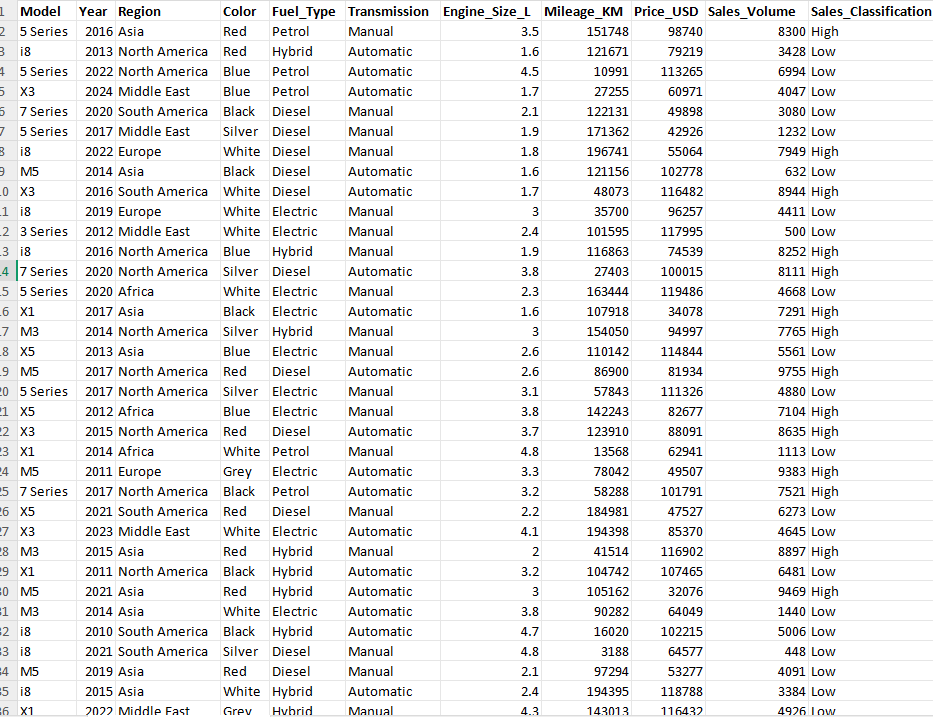 1 Model Year Region Color Fuel_Type Transmission Engine_Size_L Mileage_KM Price_USD Sales_Volume Sales_Classification
2 5 Series 2016 Asia Red Petrol Manual 3.5 151748 98740 8300 High
3 i8 2013 North America Red Hybrid Automatic 1.6 121671 79219 3428 Low
4 5 Series 2022 North America Blue Petrol Automatic 4.5 10991 113265 6994 Low
5 X3 2024 Middle East Blue Petrol Automatic 1.7 27255 60971 4047 Low
6 7 Series 2020 South America Black Diesel Manual 2.1 122131 49898 3080 Low
7 5 Series 2017 Middle East Silver Diesel Manual 1.9 171362 42926 1232 Low
8 i8 2022 Europe White Diesel Manual 1.8 196741 55064 7949 High
9 M5 2014 Asia Black Diesel Automatic 1.6 121156 102778 632 Low
0 X3 2016 South America White Diesel Automatic 1.7 48073 116482 8944 High
1 i8 2019 Europe White Electric Manual 3 35700 96257 4411 Low
2 3 Series 2012 Middle East White Electric Manual 2.4 101595 117995 500 Low
3 i8 2016 North America Blue Hybrid Manual 1.9 116863 74539 8252 High
4 7 Series 2020 North America Silver Diesel Automatic 3.8 27403 100015 8111 High
5 5 Series 2020 Africa White Electric Manual 2.3 163444 119486 4668 Low
6 X1 2017 Asia Black Electric Automatic 1.6 107918 34078 7291 High
7 M3 2014 North America Silver Hybrid Manual 3 154050 94997 7765 High
8 X5 2013 Asia Blue Electric Manual 2.6 110142 114844 5561 Low
9 M5 2017 North America Red Diesel Automatic 2.6 86900 81934 9755 High
20 5 Series 2017 North America Silver Electric Manual 3.1 57843 111326 4880 Low
21 X5 2012 Africa Blue Electric Manual 3.8 142243 82677 7104 High
22 X3 2015 North America Red Diesel Automatic 3.7 123910 88091 8635 High
23 X1 2014 Africa White Petrol Manual 4.8 13568 62941 1113 Low
24 M5 2011 Europe Grey Electric Automatic 3.3 78042 49507 9383 High
25 7 Series 2017 North America Black Petrol Automatic 3.2 58288 101791 7521 High
26 X5 2021 South America Red Diesel Manual 2.2 184981 47527 6273 Low
27 X3 2023 Middle East White Electric Automatic 4.1 194398 85370 4645 Low
28 M3 2015 Asia Red Hybrid Manual 2 41514 116902 8897 High
29 X1 2011 North America Black Hybrid Automatic 3.2 104742 107465 6481 Low
30 M5 2021 Asia Red Hybrid Automatic 3 105162 32076 9469 High
31 M3 2014 Asia White Electric Automatic 3.8 90282 64049 1440 Low
32 i8 2010 South America Black Hybrid Automatic 4.7 16020 102215 5006 Low
33 i8 2021 South America Silver Diesel Manual 4.8 3188 64577 448 Low
34 M5 2019 Asia Red Diesel Manual 2.1 97294 53277 4091 Low
35 i8 2015 Asia White Hybrid Automatic 2.4 194395 118788 3384 Low
36 X1 2022 Middle East Grey Hybrid Manual 4.3 143013 116432 4926 Low